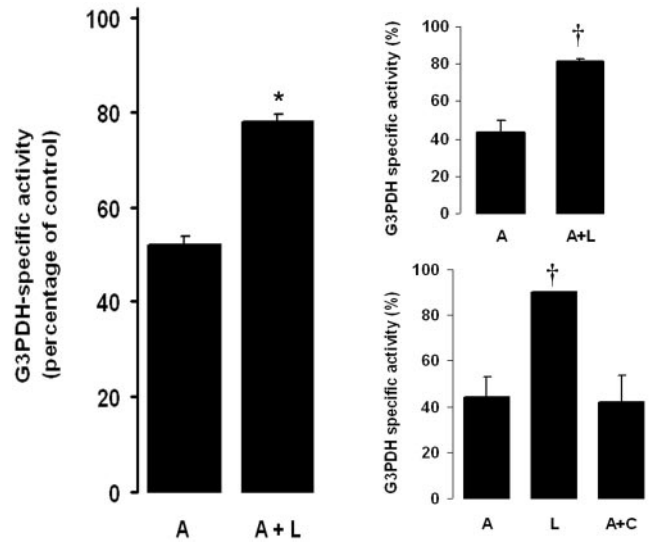 G3PDH-specific activity
(percentage of control)
100
80
60
40
20
0
*
A
A + L
G3PDH specific activity (%)
100
80
60
40
20
0
†
A
A+L
G3PDH specific activity (%)
100
80
60
40
20
0
†
A
L
A+C